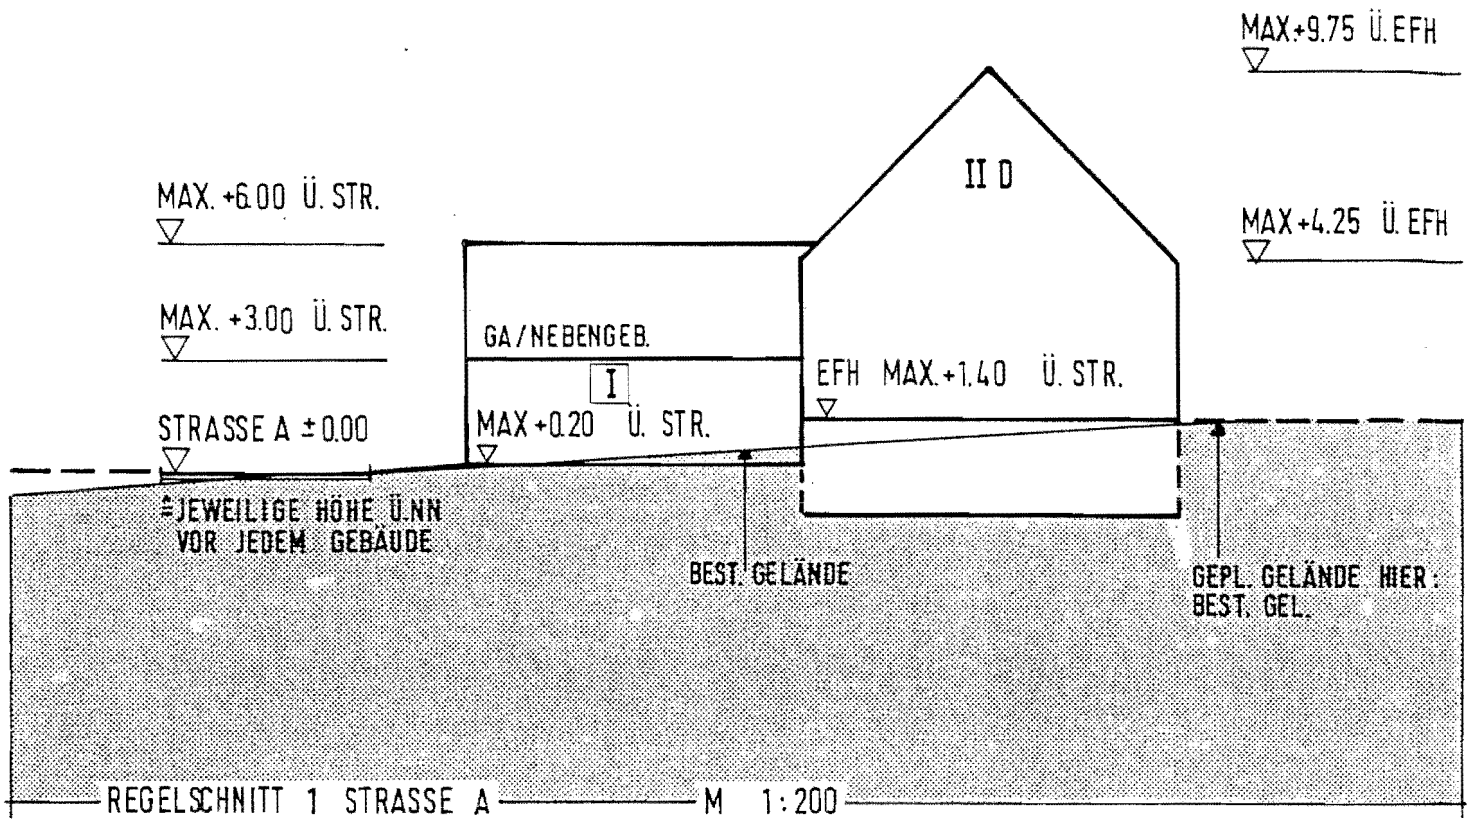 MAX.+9.75 Ü.EFH
MAX. +6.00 Ü. STR.
II D
MAX+4.25 Ü. EFH
MAX. +3.00 Ü. STR.
GA/NEBENGEB.
I
EFH MAX.+1.40 Ü. STR.
STRASSE A ±0.00
MAX+0.20 Ü. STR.
≙JEWEILIGE HÖHE Ü.NN
VOR JEDEM GEBÄUDE
BEST. GELÄNDE
GEPL. GELÄNDE HIER:
BEST. GEL.
REGELSCHNITT 1 STRASSE A M 1:200